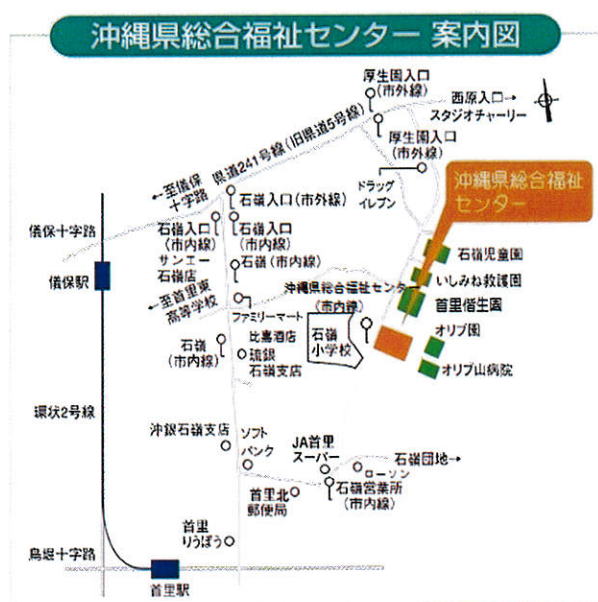 沖縄県総合福祉センター 案内図
厚生園入口
(市外線)
西原入口→
スタジオチャーリー
厚生園入口
(市外線)
県道241号線(旧県道5号線)
←至儀保
十字路
ドラッグ
イレブン
沖縄県総合福祉
センター
石嶺入口(市外線)
儀保十字路
石嶺入口
(市内線)
石嶺入口
(市内線)
サンエー
石嶺店
石嶺(市内線)
石嶺児童園
儀保駅
沖縄県総合福祉センタ
(市内線)
いしみね救護園
←至首里東
高等学校
首里偕生園
ファミリーマート
石嶺
(市内線)
比嘉酒店
琉銀
石嶺支店
石嶺
小学校
オリブ園
オリブ山病院
環状2号線
沖銀石嶺支店
ソフト
バンク
JA首里
スーパー
石嶺団地→
ローソン
首里北
郵便局
石嶺営業所
(市内線)
首里
りうぼう
鳥堀十字路
首里駅